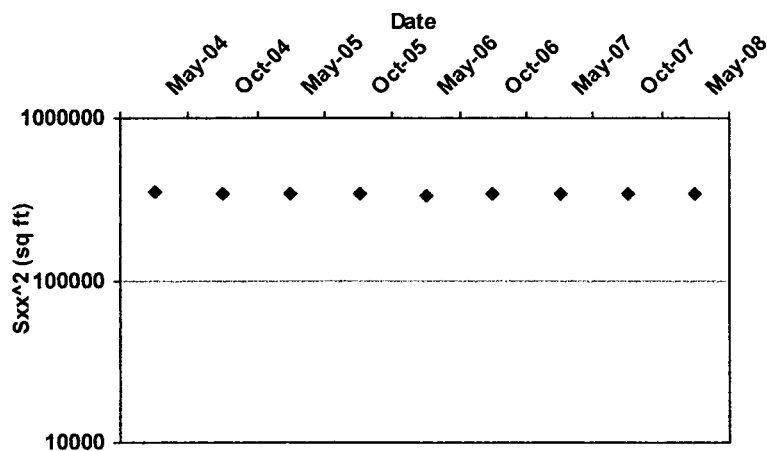 Date
May-04
Oct-04
May-05
Oct-05
May-06
Oct-06
May-07
Oct-07
May-08
1000000
100000
10000
Sxx^2 (sq ft)